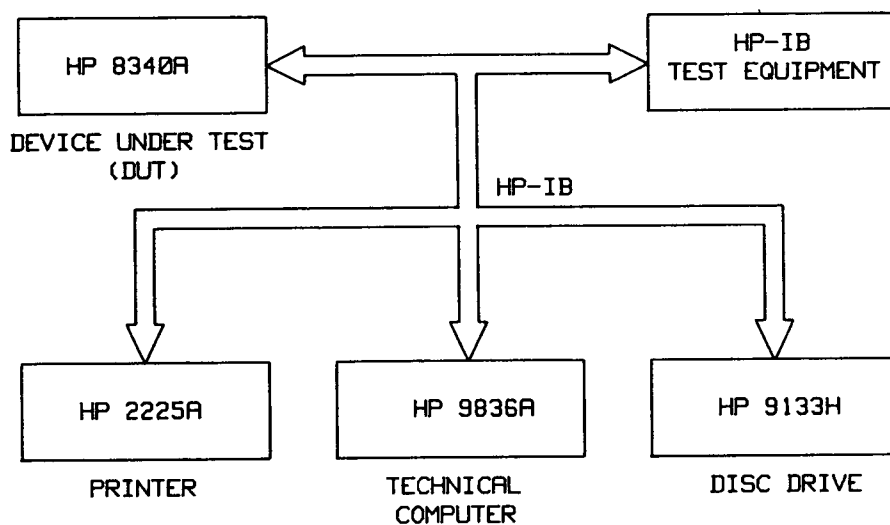 HP 8340A
HP-IB
TEST EQUIPMENT
DEVICE UNDER TEST
(DUT)
HP-IB
HP 2225A
HP 9836A
HP 9133H
PRINTER
TECHNICAL
COMPUTER
DISC DRIVE